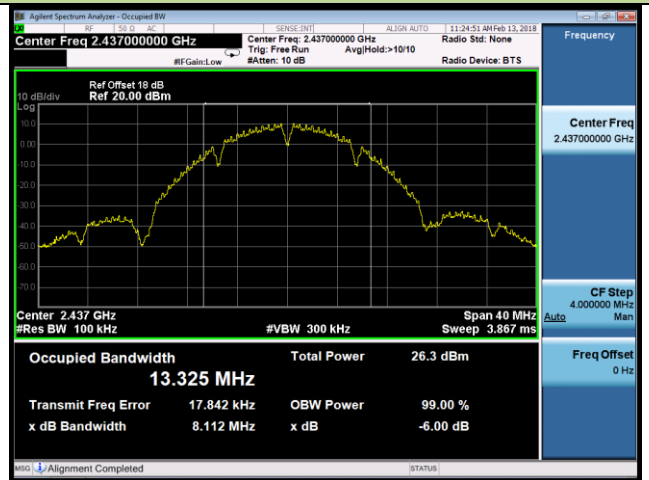 Agilent Spectrum Analyzer - Occupied BW
RF 50 Ω AC SENSE:INT ALIGN AUTO 11:24:51 AM Feb 13, 2018
Center Freq 2.437000000 GHz Center Freq: 2.437000000 GHz Radio Std: None Frequency
Trig: Free Run Avg|Hold:>10/10
#IFGain:Low #Atten: 10 dB Radio Device: BTS
Ref Offset 18 dB
10 dB/div Ref 20.00 dBm
Log
10.0
0.00
-10.0
-20.0
-30.0
-40.0
-50.0
-60.0
-70.0
Center 2.437 GHz Span 40 MHz
#Res BW 100 kHz #VBW 300 kHz Sweep 3.867 ms
Occupied Bandwidth Total Power 26.3 dBm
13.325 MHz
Transmit Freq Error 17.842 kHz OBW Power 99.00 %
x dB Bandwidth 8.112 MHz x dB -6.00 dB
Center Freq
2.437000000 GHz
CF Step
4.000000 MHz
Auto Man
Freq Offset
0 Hz
MSG Alignment Completed STATUS